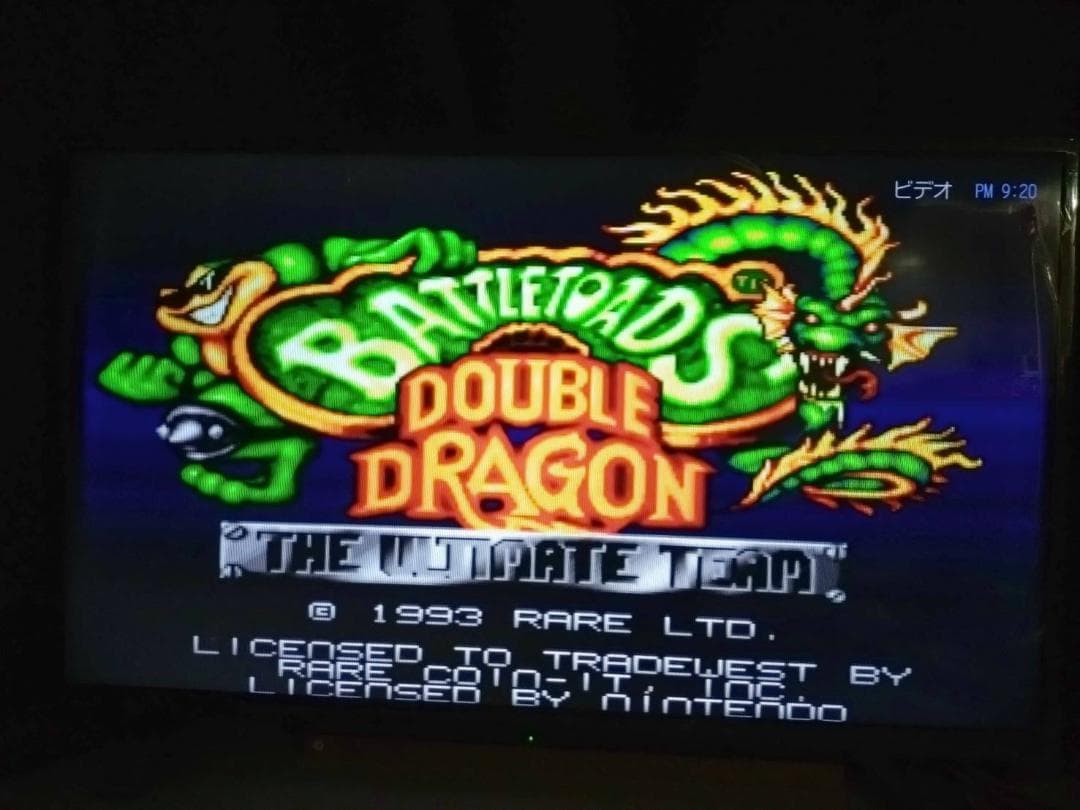 ビデオ PM 9:20
BATTLETOADS
TM
DOUBLE
DRAGON
"THE ULTIMATE TEAM"
© 1993 RARE LTD.
LICENSED TO TRADEWEST BY
RARE COIN-IT, INC.
LICENSED BY NINTENDO